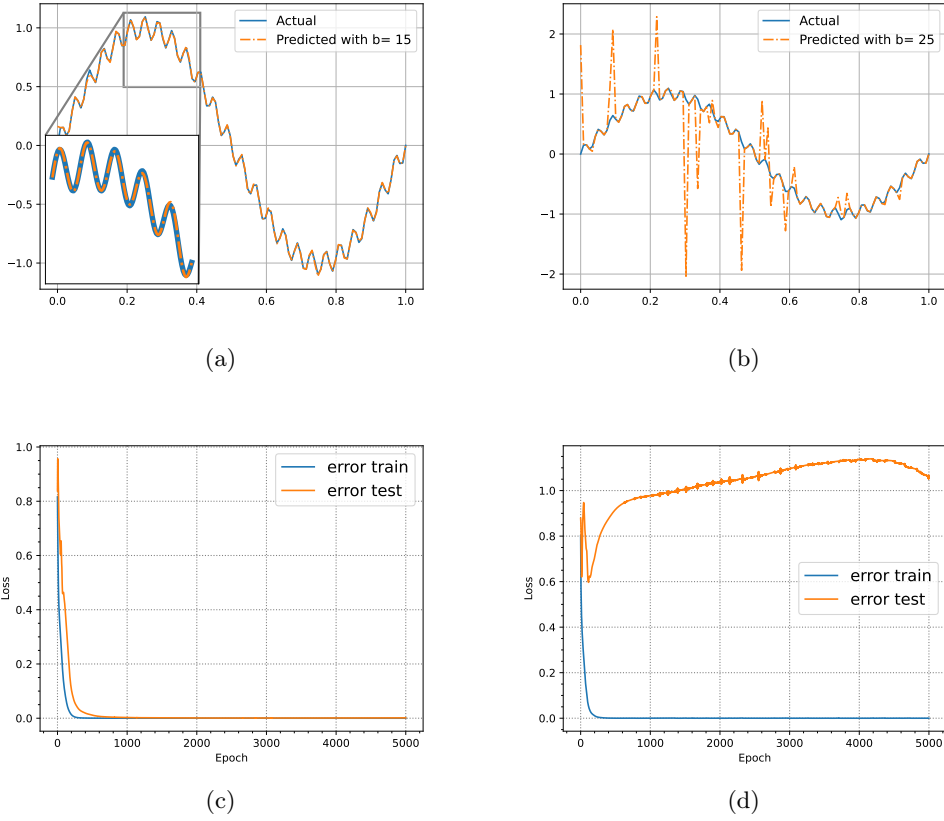 1.0
0.5
0.0
−0.5
−1.0
0.0 0.2 0.4 0.6 0.8 1.0
Actual
Predicted with b= 15
(a)
2
1
0
−1
−2
0.0 0.2 0.4 0.6 0.8 1.0
Actual
Predicted with b= 25
(b)
1.0
0.8
0.6
0.4
0.2
0.0
Loss
0 1000 2000 3000 4000 5000
Epoch
error train
error test
(c)
1.0
0.8
0.6
0.4
0.2
0.0
Loss
0 1000 2000 3000 4000 5000
Epoch
error train
error test
(d)